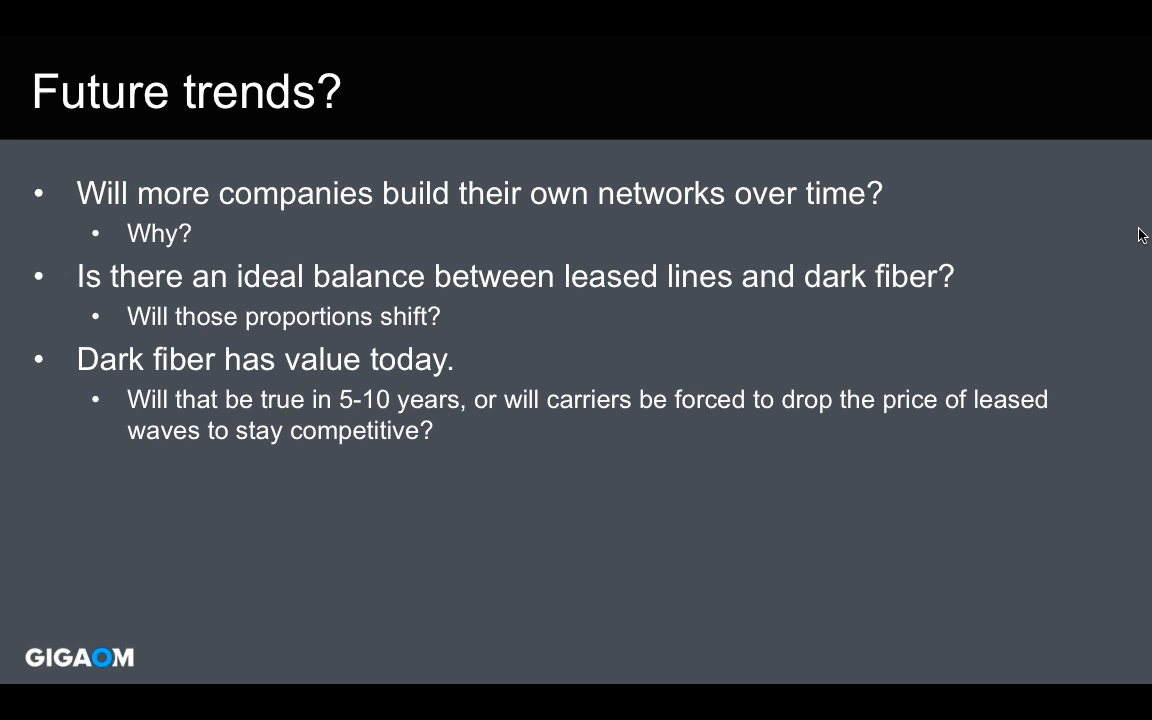 Future trends?
• Will more companies build their own networks over time?
• Why?
• Is there an ideal balance between leased lines and dark fiber?
• Will those proportions shift?
• Dark fiber has value today.
• Will that be true in 5-10 years, or will carriers be forced to drop the price of leased
waves to stay competitive?
GIGAOM